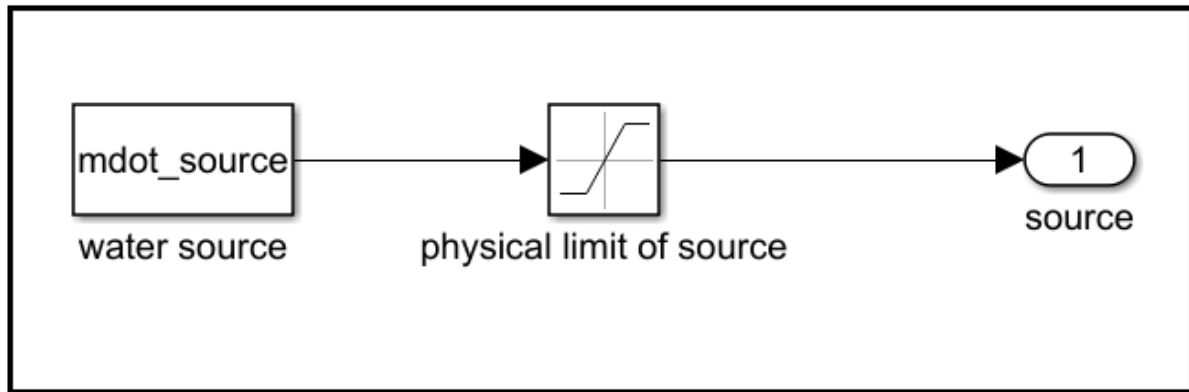 mdot_source
water source
physical limit of source
1
source